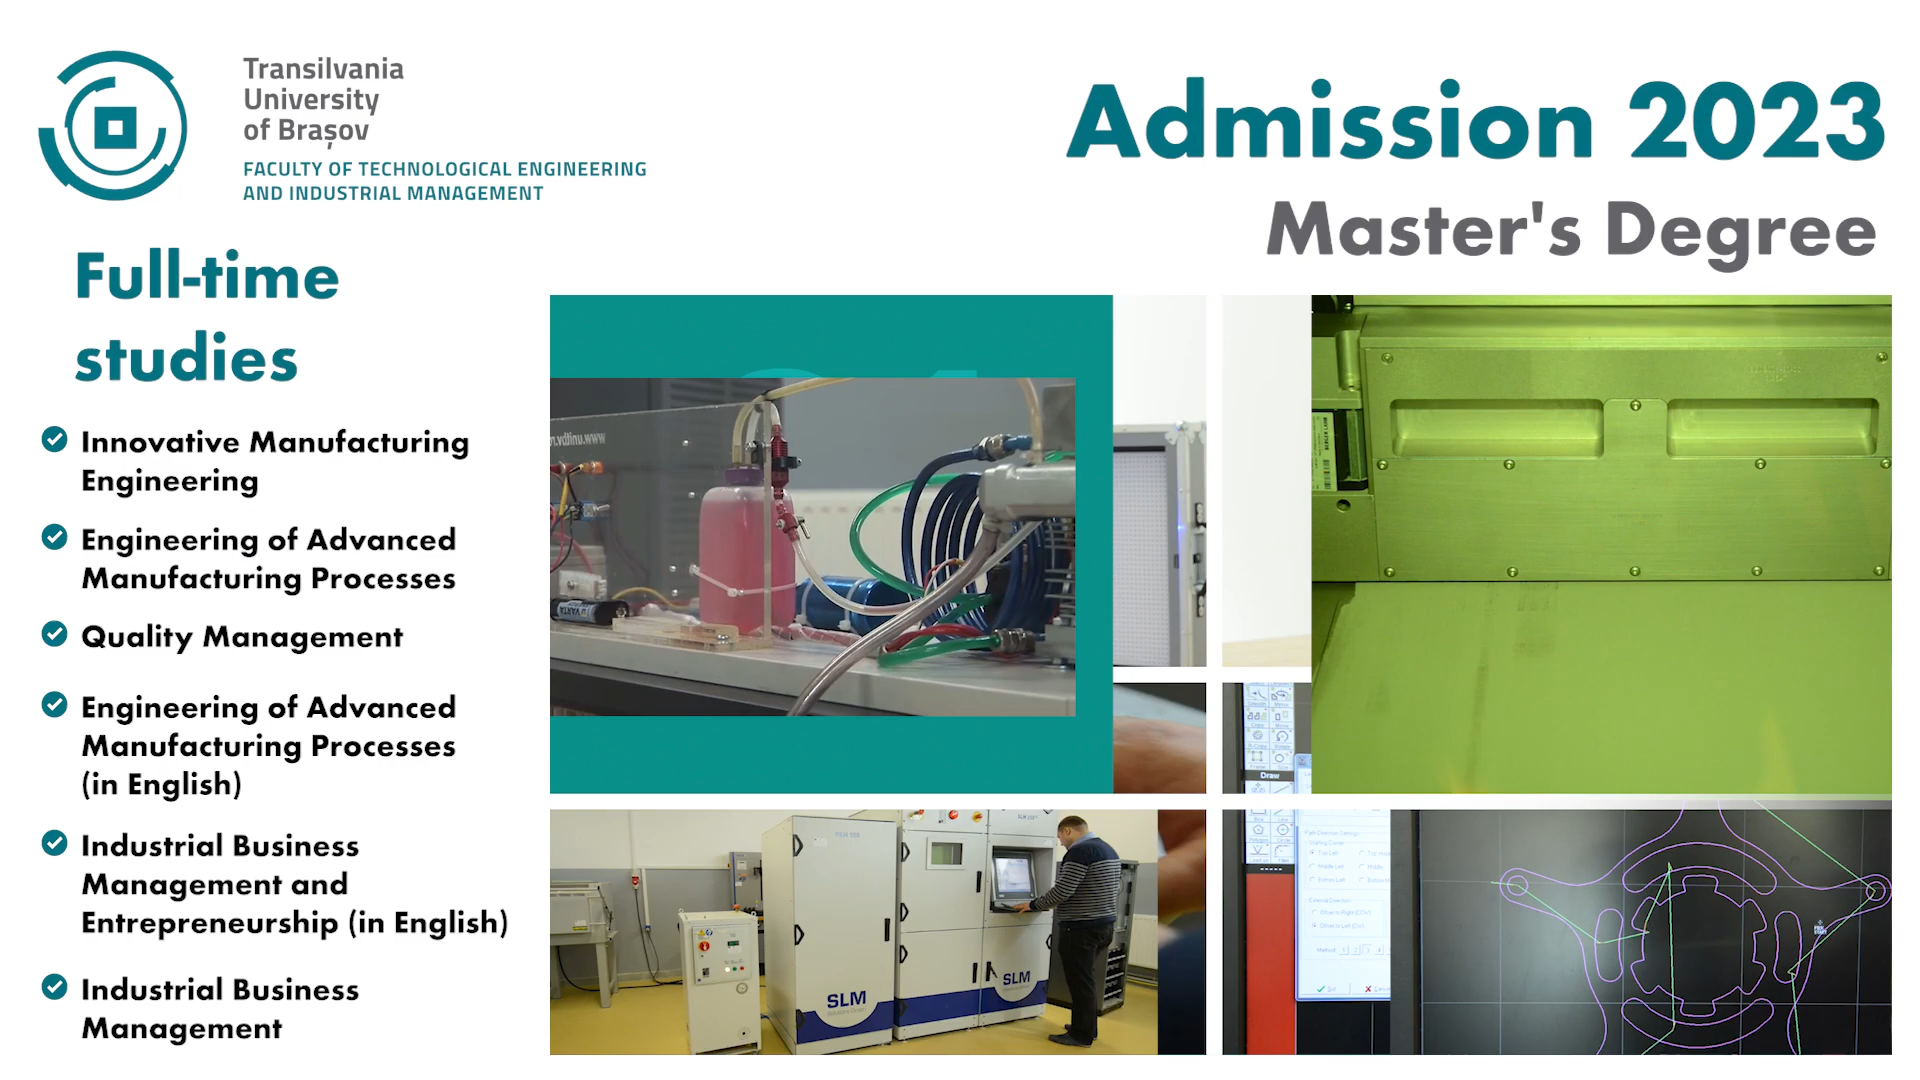 Transilvania
University
of Brașov
FACULTY OF TECHNOLOGICAL ENGINEERING
AND INDUSTRIAL MANAGEMENT
Admission 2023
Master's Degree
Full-time
studies
Innovative Manufacturing
Engineering
Engineering of Advanced
Manufacturing Processes
Quality Management
Engineering of Advanced
Manufacturing Processes
(in English)
Industrial Business
Management and
Entrepreneurship (in English)
Industrial Business
Management
VARTA
SLM
SLM
Draw